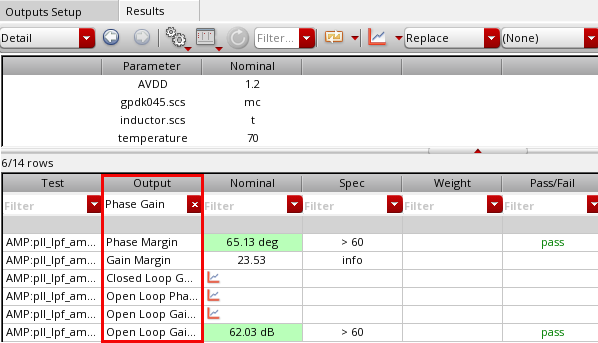 Outputs Setup Results
Detail Filter... Replace (None)
Parameter Nominal
AVDD 1.2
gpdk045.scs mc
inductor.scs t
temperature 70
6/14 rows
Test Output Nominal Spec Weight Pass/Fail
Filter Phase Gain Filter Filter Filter Filter
AMP:pll_lpf_am... Phase Margin 65.13 deg > 60 pass
AMP:pll_lpf_am... Gain Margin 23.53 info
AMP:pll_lpf_am... Closed Loop G...
AMP:pll_lpf_am... Open Loop Pha...
AMP:pll_lpf_am... Open Loop Gai...
AMP:pll_lpf_am... Open Loop Gai... 62.03 dB > 60 pass